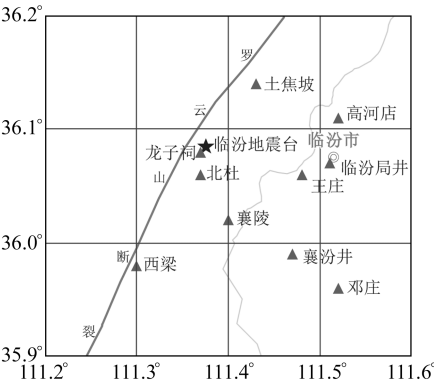 36.2°
罗
土焦坡
云
高河店
36.1°
临汾市
临汾地震台
龙子祠
临汾局井
山
北杜
王庄
襄陵
36.0°
断
襄汾井
西梁
邓庄
裂
35.9°
111.2° 111.3° 111.4° 111.5° 111.6°